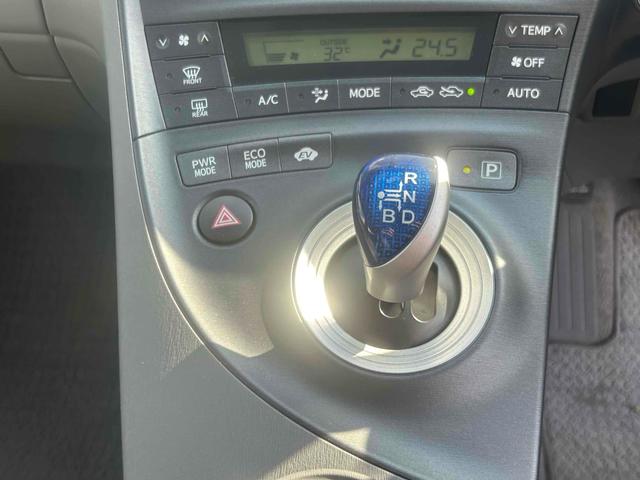 OUTSIDE
32°C
24.5
TEMP
OFF
FRONT
REAR
A/C
MODE
AUTO
PWR MODE
ECO MODE
EV
P
R
N
B D